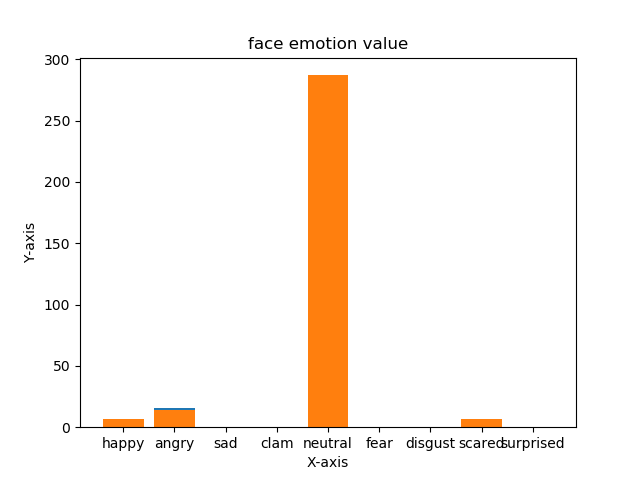 face emotion value
300
250
200
150
100
50
0
Y-axis
happy angry sad clam neutral fear disgust scared surprised
X-axis